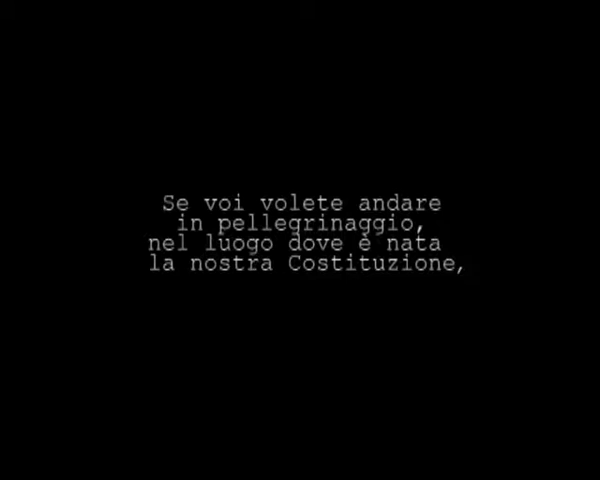 Se voi volete andare
in pellegrinaggio,
nel luogo dove è nata
la nostra Costituzione,